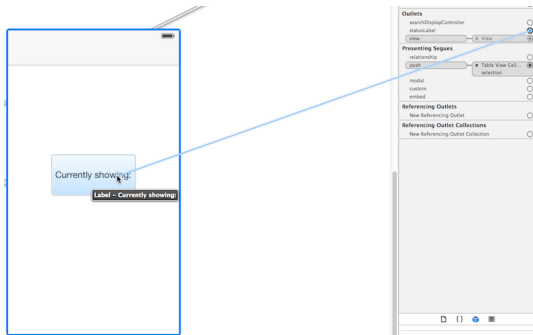 Currently showing:
Label – Currently showing:
Outlets
searchDisplayController
statusLabel
view
View
Presenting Segues
relationship
push
Table View Cell...
selection
modal
custom
embed
Referencing Outlets
New Referencing Outlet
Referencing Outlet Collections
New Referencing Outlet Collection
{}